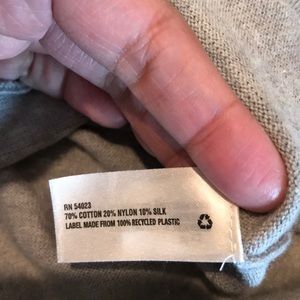 RN 54023
70% COTTON 20% NYLON 10% SILK
LABEL MADE FROM 100% RECYCLED PLASTIC